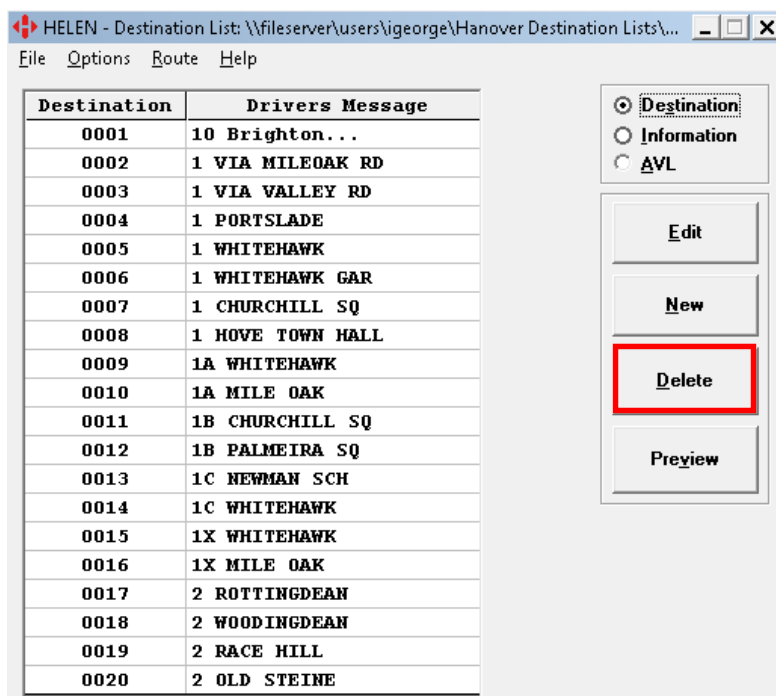 HELEN - Destination List: \\fileserver\users\igeorge\Hanover Destination Lists\...
File Options Route Help
Destination Drivers Message
0001 10 Brighton...
0002 1 VIA MILEOAK RD
0003 1 VIA VALLEY RD
0004 1 PORTSLADE
0005 1 WHITEHAWK
0006 1 WHITEHAWK GAR
0007 1 CHURCHILL SQ
0008 1 HOVE TOWN HALL
0009 1A WHITEHAWK
0010 1A MILE OAK
0011 1B CHURCHILL SQ
0012 1B PALMEIRA SQ
0013 1C NEWMAN SCH
0014 1C WHITEHAWK
0015 1X WHITEHAWK
0016 1X MILE OAK
0017 2 ROTTINGDEAN
0018 2 WOODINGDEAN
0019 2 RACE HILL
0020 2 OLD STEINE
Destination
Information
AVL
Edit
New
Delete
Preview